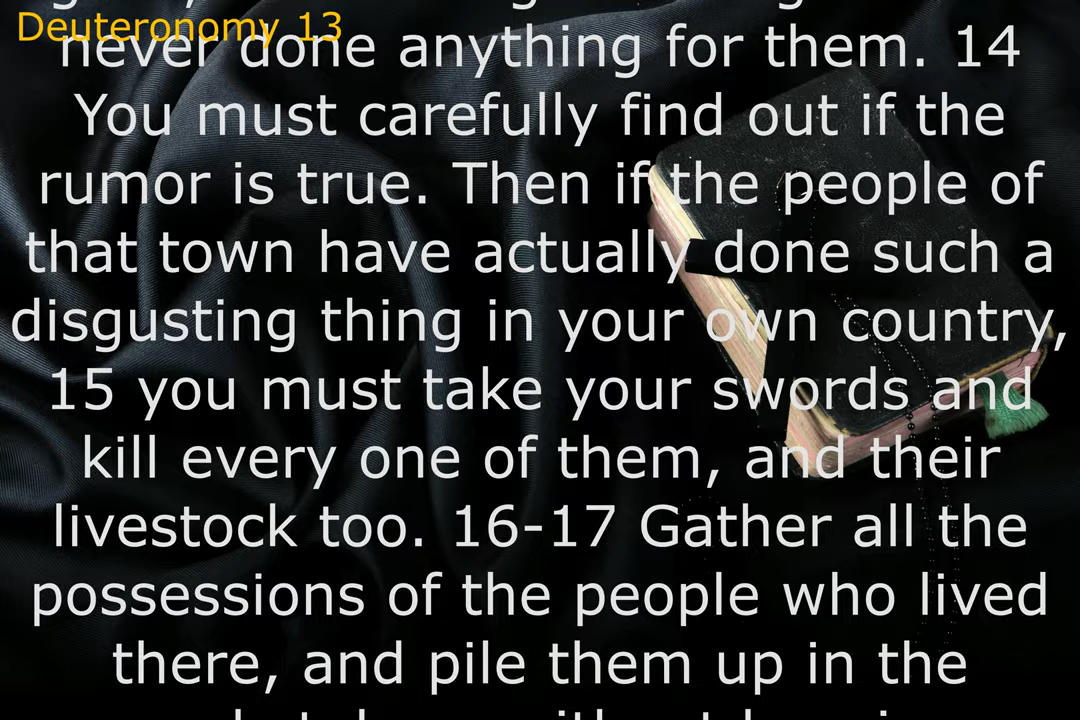 Deuteronomy 13
never done anything for them. 14
You must carefully find out if the
rumor is true. Then if the people of
that town have actually done such a
disgusting thing in your own country,
15 you must take your swords and
kill every one of them, and their
livestock too. 16-17 Gather all the
possessions of the people who lived
there, and pile them up in the